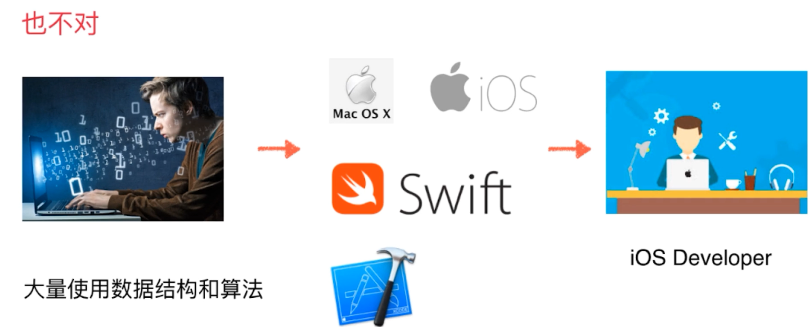 也不对
Mac OS X
iOS
Swift
iOS Developer
大量使用数据结构和算法